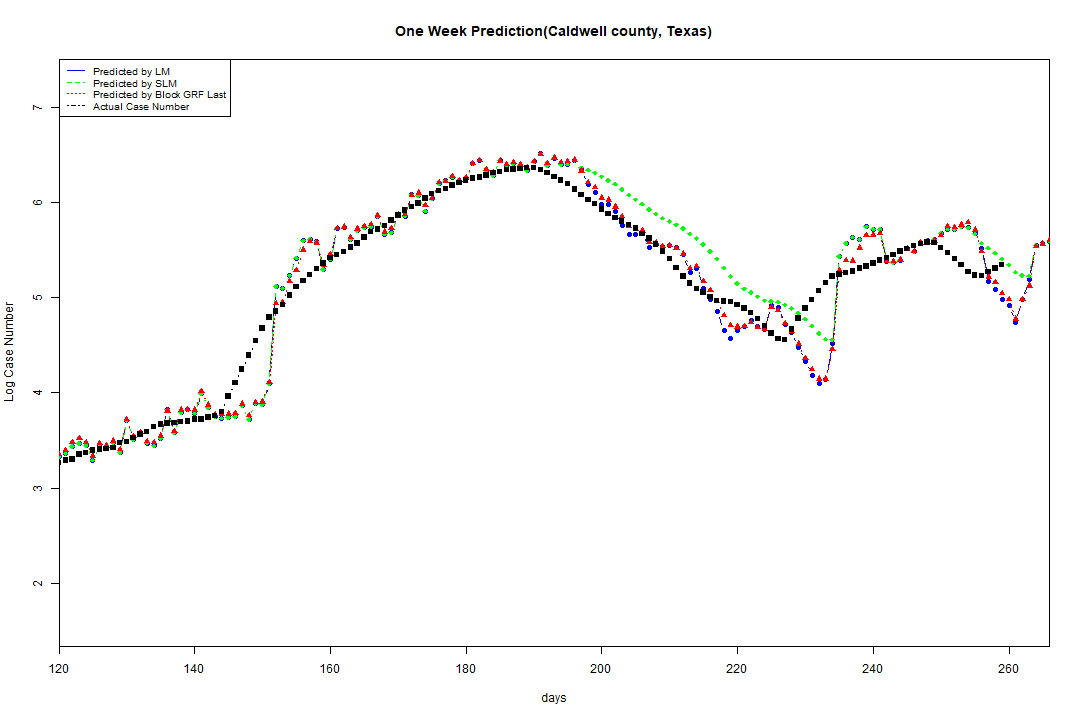 One Week Prediction(Caldwell county, Texas)
Predicted by LM
Predicted by SLM
Predicted by Block GRF Last
Actual Case Number
Log Case Number
7
6
5
4
3
2
120 140 160 180 200 220 240 260
days